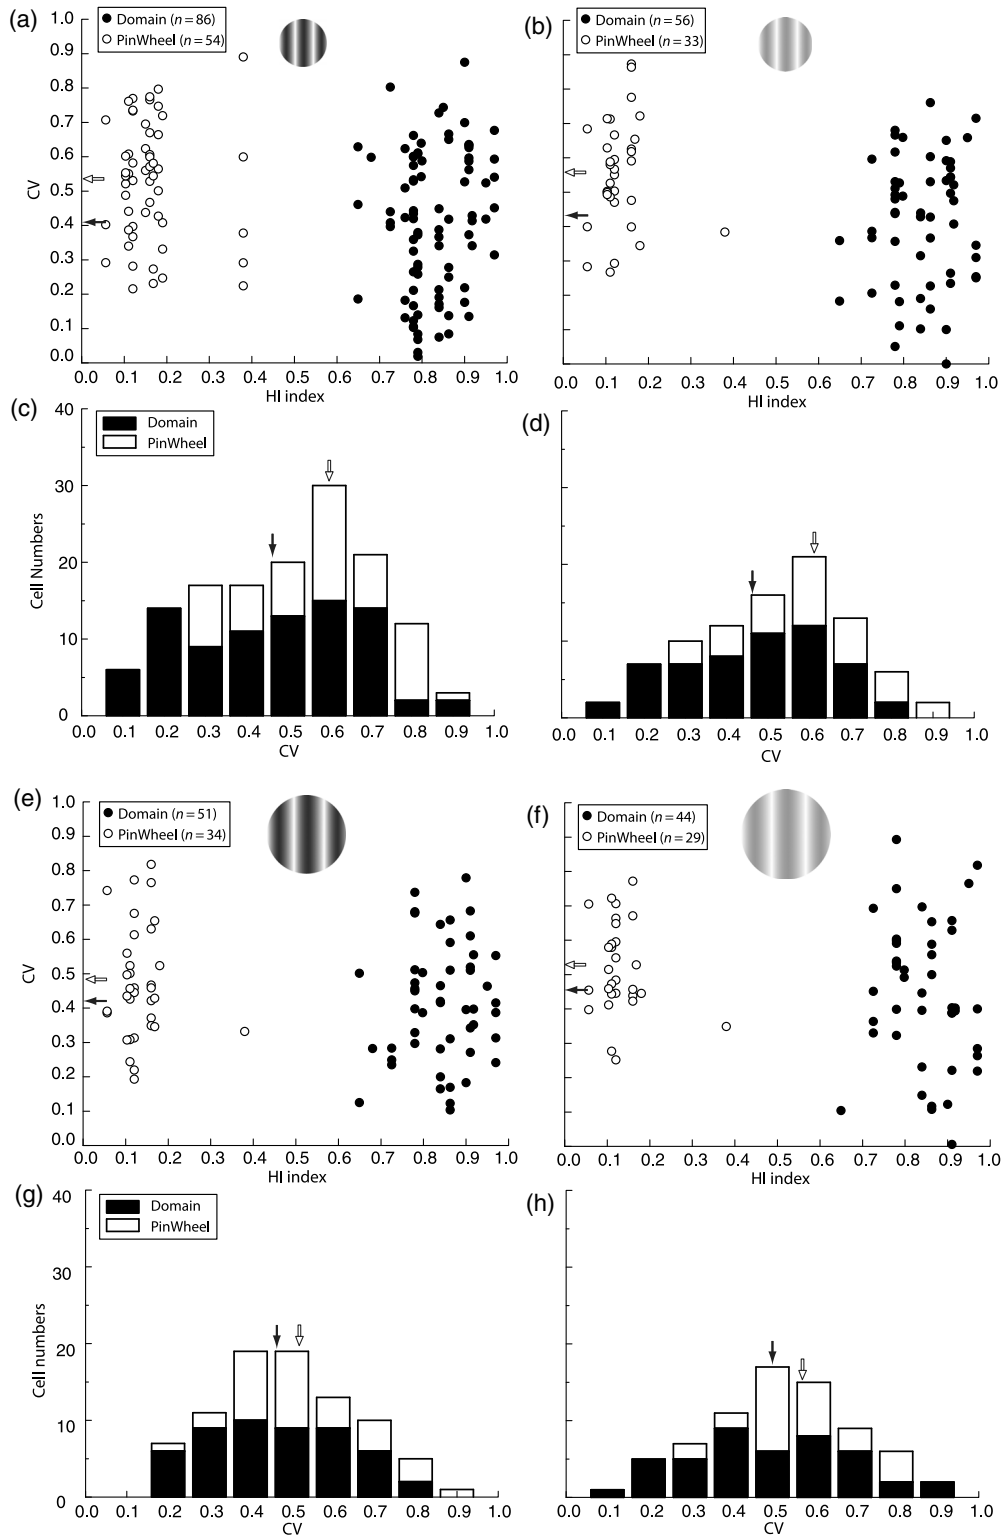 (a)
Domain (n = 86)
PinWheel (n = 54)
1.0
0.9
0.8
0.7
0.6
0.5
0.4
0.3
0.2
0.1
0.0
CV
0.0 0.1 0.2 0.3 0.4 0.5 0.6 0.7 0.8 0.9 1.0
HI index
(b)
Domain (n = 56)
PinWheel (n = 33)
0.0 0.1 0.2 0.3 0.4 0.5 0.6 0.7 0.8 0.9 1.0
HI index
(c)
Domain
PinWheel
40
30
20
10
0
Cell Numbers
0.0 0.1 0.2 0.3 0.4 0.5 0.6 0.7 0.8 0.9 1.0
CV
(d)
0.0 0.1 0.2 0.3 0.4 0.5 0.6 0.7 0.8 0.9 1.0
CV
(e)
Domain (n = 51)
PinWheel (n = 34)
1.0
0.9
0.8
0.7
0.6
0.5
0.4
0.3
0.2
0.1
0.0
CV
0.0 0.1 0.2 0.3 0.4 0.5 0.6 0.7 0.8 0.9 1.0
HI index
(f)
Domain (n = 44)
PinWheel (n = 29)
0.0 0.1 0.2 0.3 0.4 0.5 0.6 0.7 0.8 0.9 1.0
HI index
(g)
Domain
PinWheel
40
30
20
10
0
Cell numbers
0.0 0.2 0.3 0.4 0.5 0.6 0.7 0.8 0.9 1.0
CV
(h)
0.0 0.1 0.2 0.3 0.4 0.5 0.6 0.7 0.8 0.9 1.0
CV